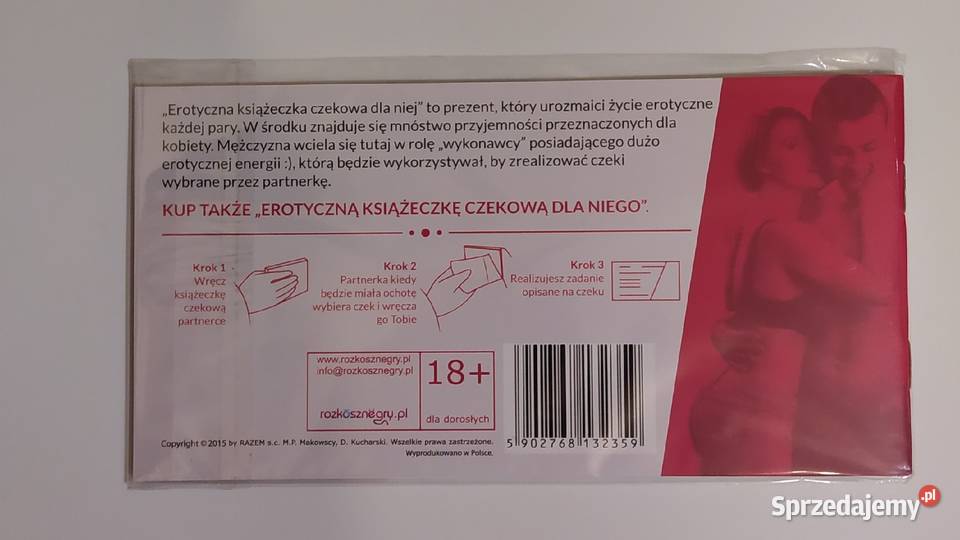 „Erotyczna książeczka czekowa dla niej” to prezent, który urozmaici życie erotyczne
każdej pary. W środku znajduje się mnóstwo przyjemności przeznaczonych dla
kobiety. Mężczyzna wciela się tutaj w rolę „wykonawcy” posiadającego dużo
erotycznej energii :), którą będzie wykorzystywał, by zrealizować czeki
wybrane przez partnerkę.
KUP TAKŻE „EROTYCZNĄ KSIĄŻECZKĘ CZEKOWĄ DLA NIEGO”.
Krok 1
Wręcz
książeczkę
czekową
partnerce
Krok 2
Partnerka kiedy
będzie miała ochotę
wybiera czek i wręcza
go Tobie
Krok 3
Realizujesz zadanie
opisane na czeku
www.rozkosznegry.pl
info@rozkosznegry.pl
rozkosznegry.pl
18+
dla dorosłych
Copyright © 2015 by RAZEM s.c. M.P. Makowscy, D. Kucharski. Wszelkie prawa zastrzeżone.
Wyprodukowano w Polsce.
5 902768 132359
Sprzedajemy.pl